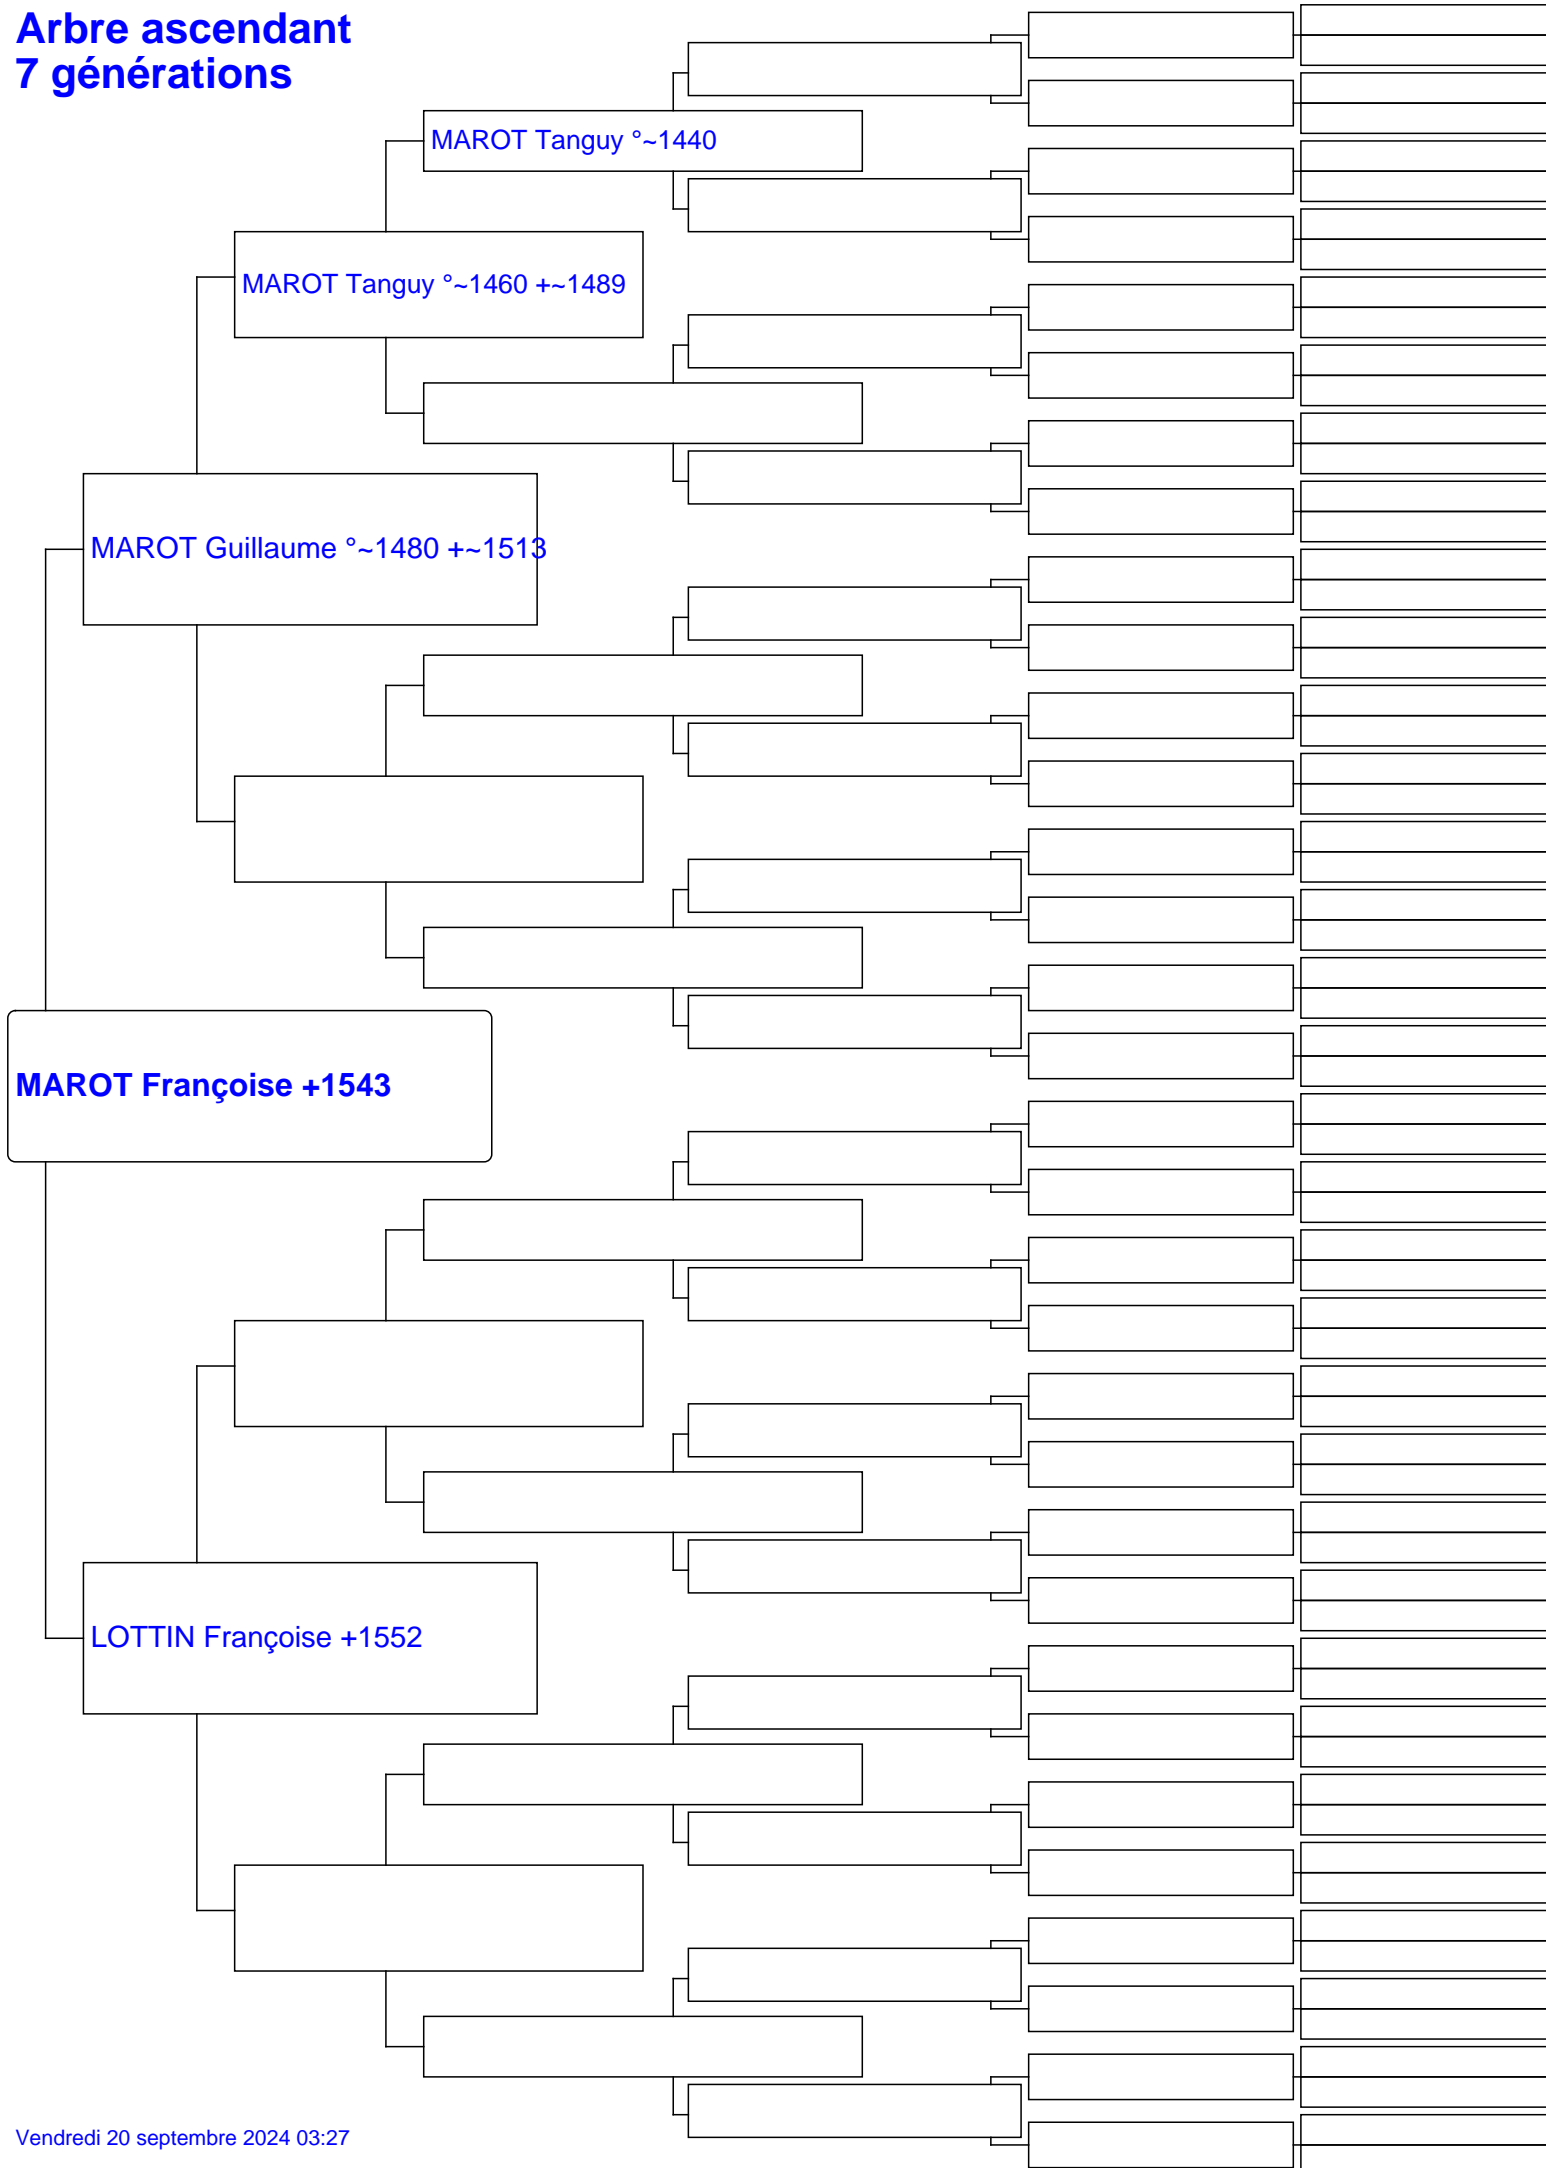 Arbre ascendant
7 générations
MAROT Tanguy °~1440
MAROT Tanguy °~1460 +~1489
MAROT Guillaume °~1480 +~1513
MAROT Françoise +1543
LOTTIN Françoise +1552
Vendredi 20 septembre 2024 03:27